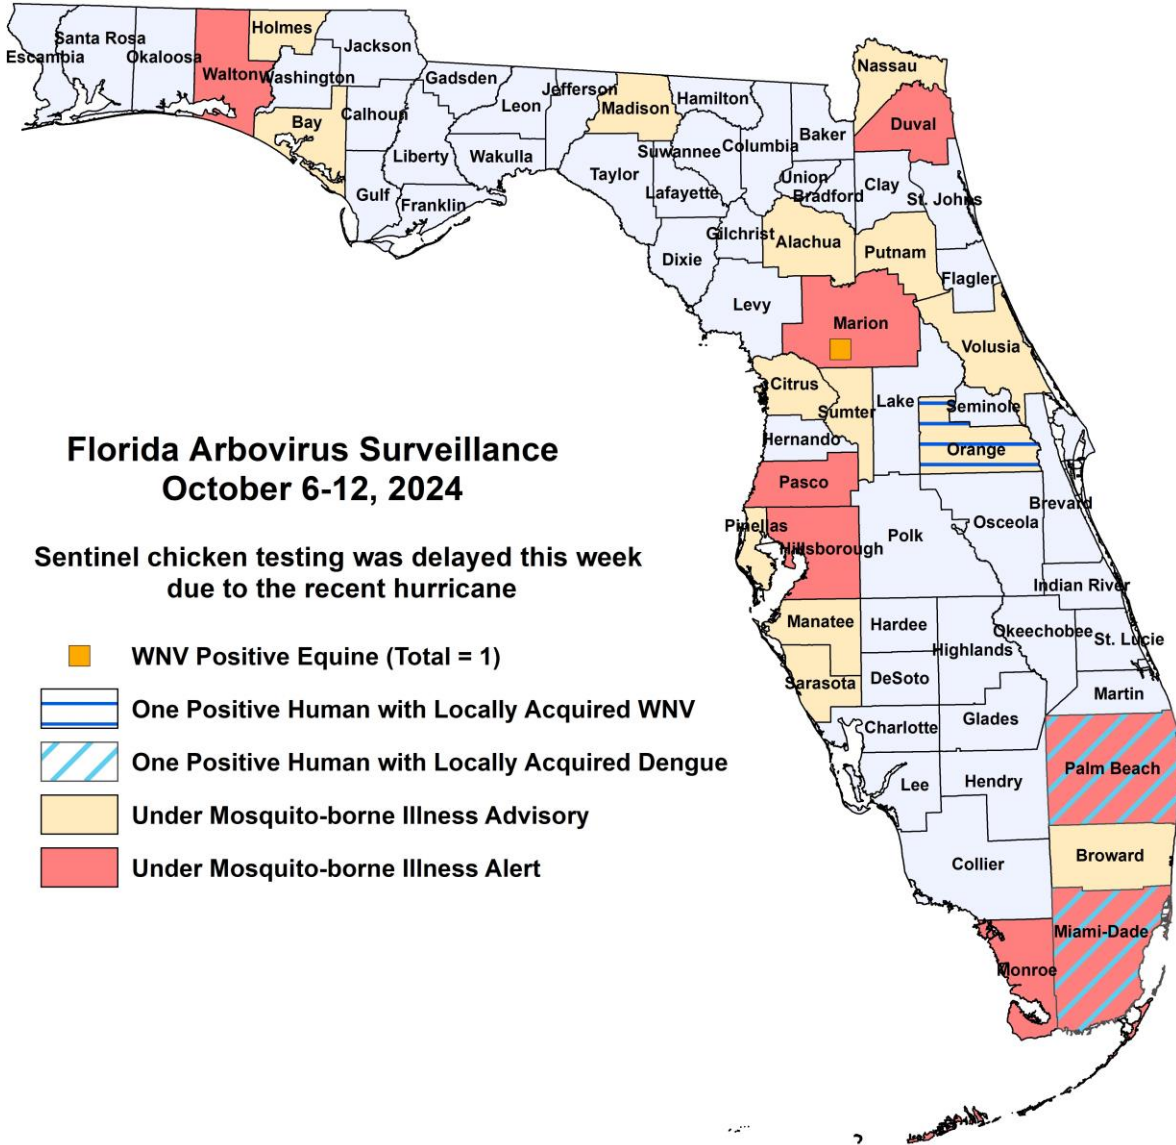 Holmes
Santa Rosa
Jackson
Escambia
Okaloosa
Walton
Washington
Gadsden
Nassau
Jefferson
Hamilton
Leon
Madison
Bay
Calhoun
Duval
Baker
Suwannee
Columbia
Liberty
Wakulla
Taylor
Union
Clay
Gulf
Lafayette
Bradford
St. Johns
Franklin
Gilchrist
Alachua
Putnam
Dixie
Flagler
Levy
Marion
Volusia
Citrus
Sumter
Lake
Seminole
Hernando
Orange
Florida Arbovirus Surveillance
October 6-12, 2024
Pasco
Brevard
Osceola
Pinellas
Polk
Hillsborough
Sentinel chicken testing was delayed this week
due to the recent hurricane
Indian River
Manatee
Hardee
Okeechobee
St. Lucie
Highlands
WNV Positive Equine (Total = 1)
Sarasota
DeSoto
Martin
One Positive Human with Locally Acquired WNV
Charlotte
Glades
One Positive Human with Locally Acquired Dengue
Palm Beach
Lee
Hendry
Under Mosquito-borne Illness Advisory
Broward
Collier
Under Mosquito-borne Illness Alert
Miami-Dade
Monroe